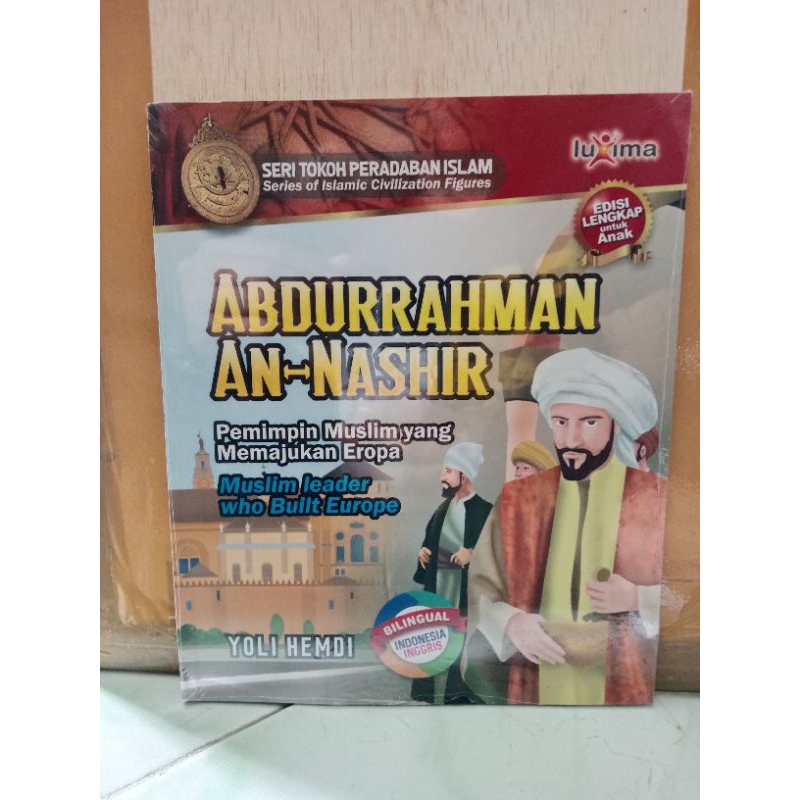 SERI TOKOH PERADABAN ISLAM
Series of Islamic Civilization Figures
luxima
EDISI
LENGKAP
untuk
Anak
ABDURRAHMAN
AN-NASHIR
Pemimpin Muslim yang
Memajukan Eropa
Muslim leader
who Built Europe
BILINGUAL
INDONESIA
INGGRIS
YOLI HEMDI